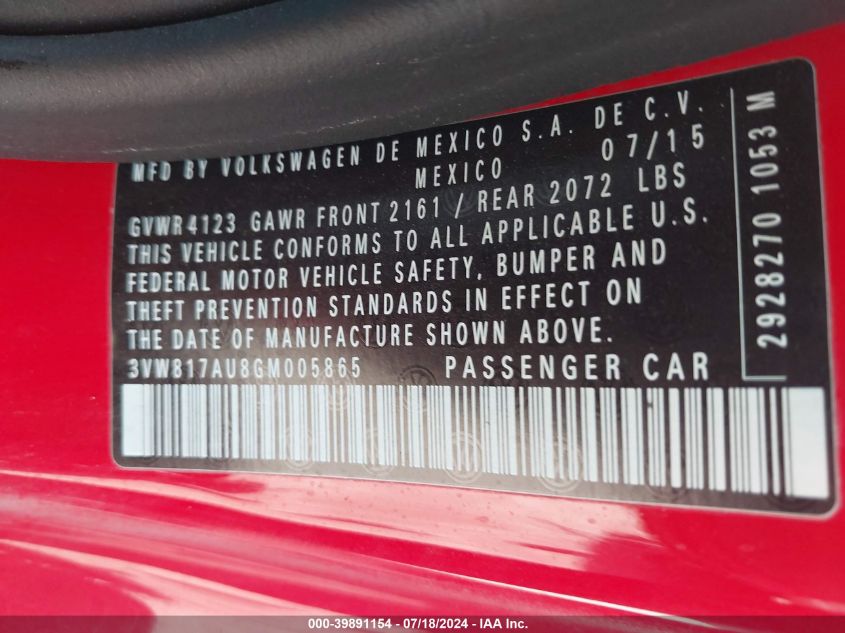 MFD BY VOLKSWAGEN DE MEXICO S.A. DE C.V.
MEXICO 07/15
GVWR 4123 GAWR FRONT 2161 / REAR 2072 LBS
THIS VEHICLE CONFORMS TO ALL APPLICABLE U.S.
FEDERAL MOTOR VEHICLE SAFETY, BUMPER AND
THEFT PREVENTION STANDARDS IN EFFECT ON
THE DATE OF MANUFACTURE SHOWN ABOVE.
3VW817AU8GM005865 PASSENGER CAR
2928270 1053 M
000-39891154 - 07/18/2024 - IAA Inc.